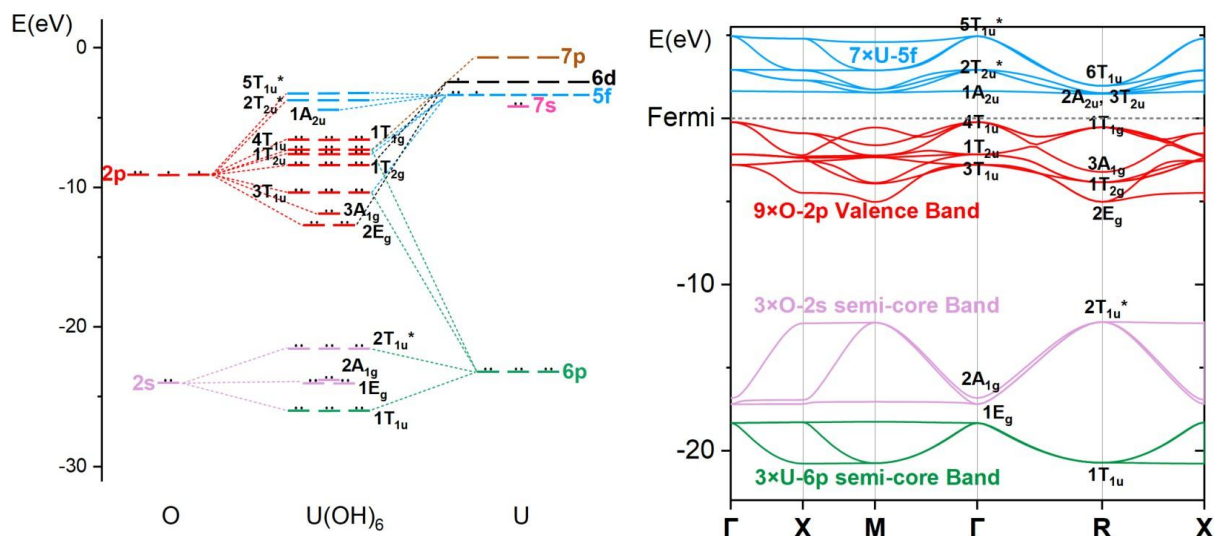 E(eV)
0
-10
-20
-30
7p
6d
5f
7s
5T1u*
2T2u*
1A2u
4T1u
1T1g
1T2u
2p
1T2g
3T1u
3A1g
2Eg
2T1u*
2A1g
2s
1Eg
6p
1T1u
O
U(OH)6
U
E(eV)
Fermi
-10
-20
5T1u*
7×U-5f
2T2u*
6T1u
1A2u
2A2u, 3T2u
4T1u
1T1g
1T2u
3A1g
3T1u
1T2g
9×O-2p Valence Band
2Eg
3×O-2s semi-core Band
2T1u*
2A1g
1Eg
3×U-6p semi-core Band
1T1u
Γ X M Γ R X